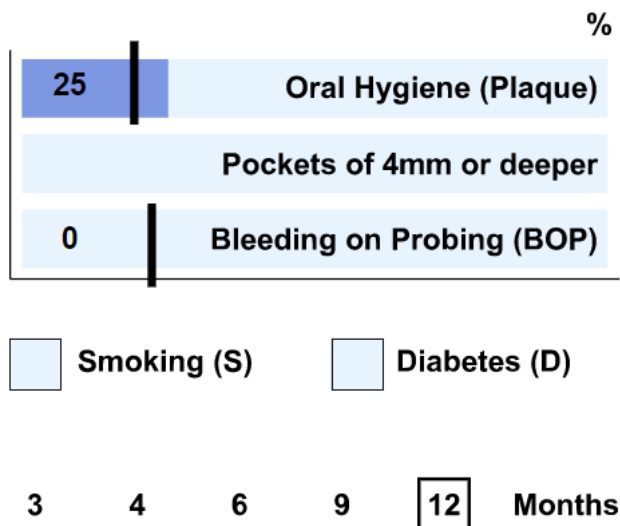 %
25 Oral Hygiene (Plaque)
Pockets of 4mm or deeper
0 Bleeding on Probing (BOP)
Smoking (S) Diabetes (D)
3 4 6 9 12 Months